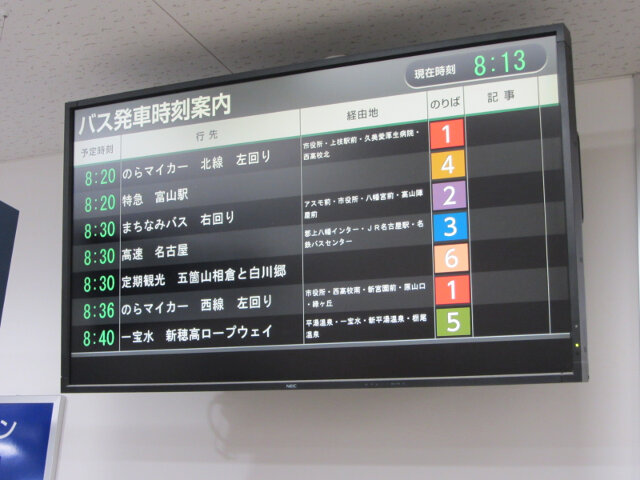 バス発車時刻案内
現在時刻 8:13
予定時刻 行先 経由地 のりば 記事
8:20 のらマイカー 北線 左回り 市役所・上枝駅前・久美愛厚生病院・ 1
西高校北
8:20 特急 富山駅 4
8:30 まちなみバス 右回り アスモ前・市役所・八幡宮前・高山陣 2
屋前
8:30 高速 名古屋 郡上八幡インター・JR名古屋駅・名 3
鉄バスセンター
8:30 定期観光 五箇山相倉と白川郷 6
8:36 のらマイカー 西線 左回り 市役所・西高校南・新宮園前・原山口 1
・緑ヶ丘
8:40 一宝水 新穂高ロープウェイ 平湯温泉・一宝水・新平湯温泉・栃尾 5
温泉
NEC
ン